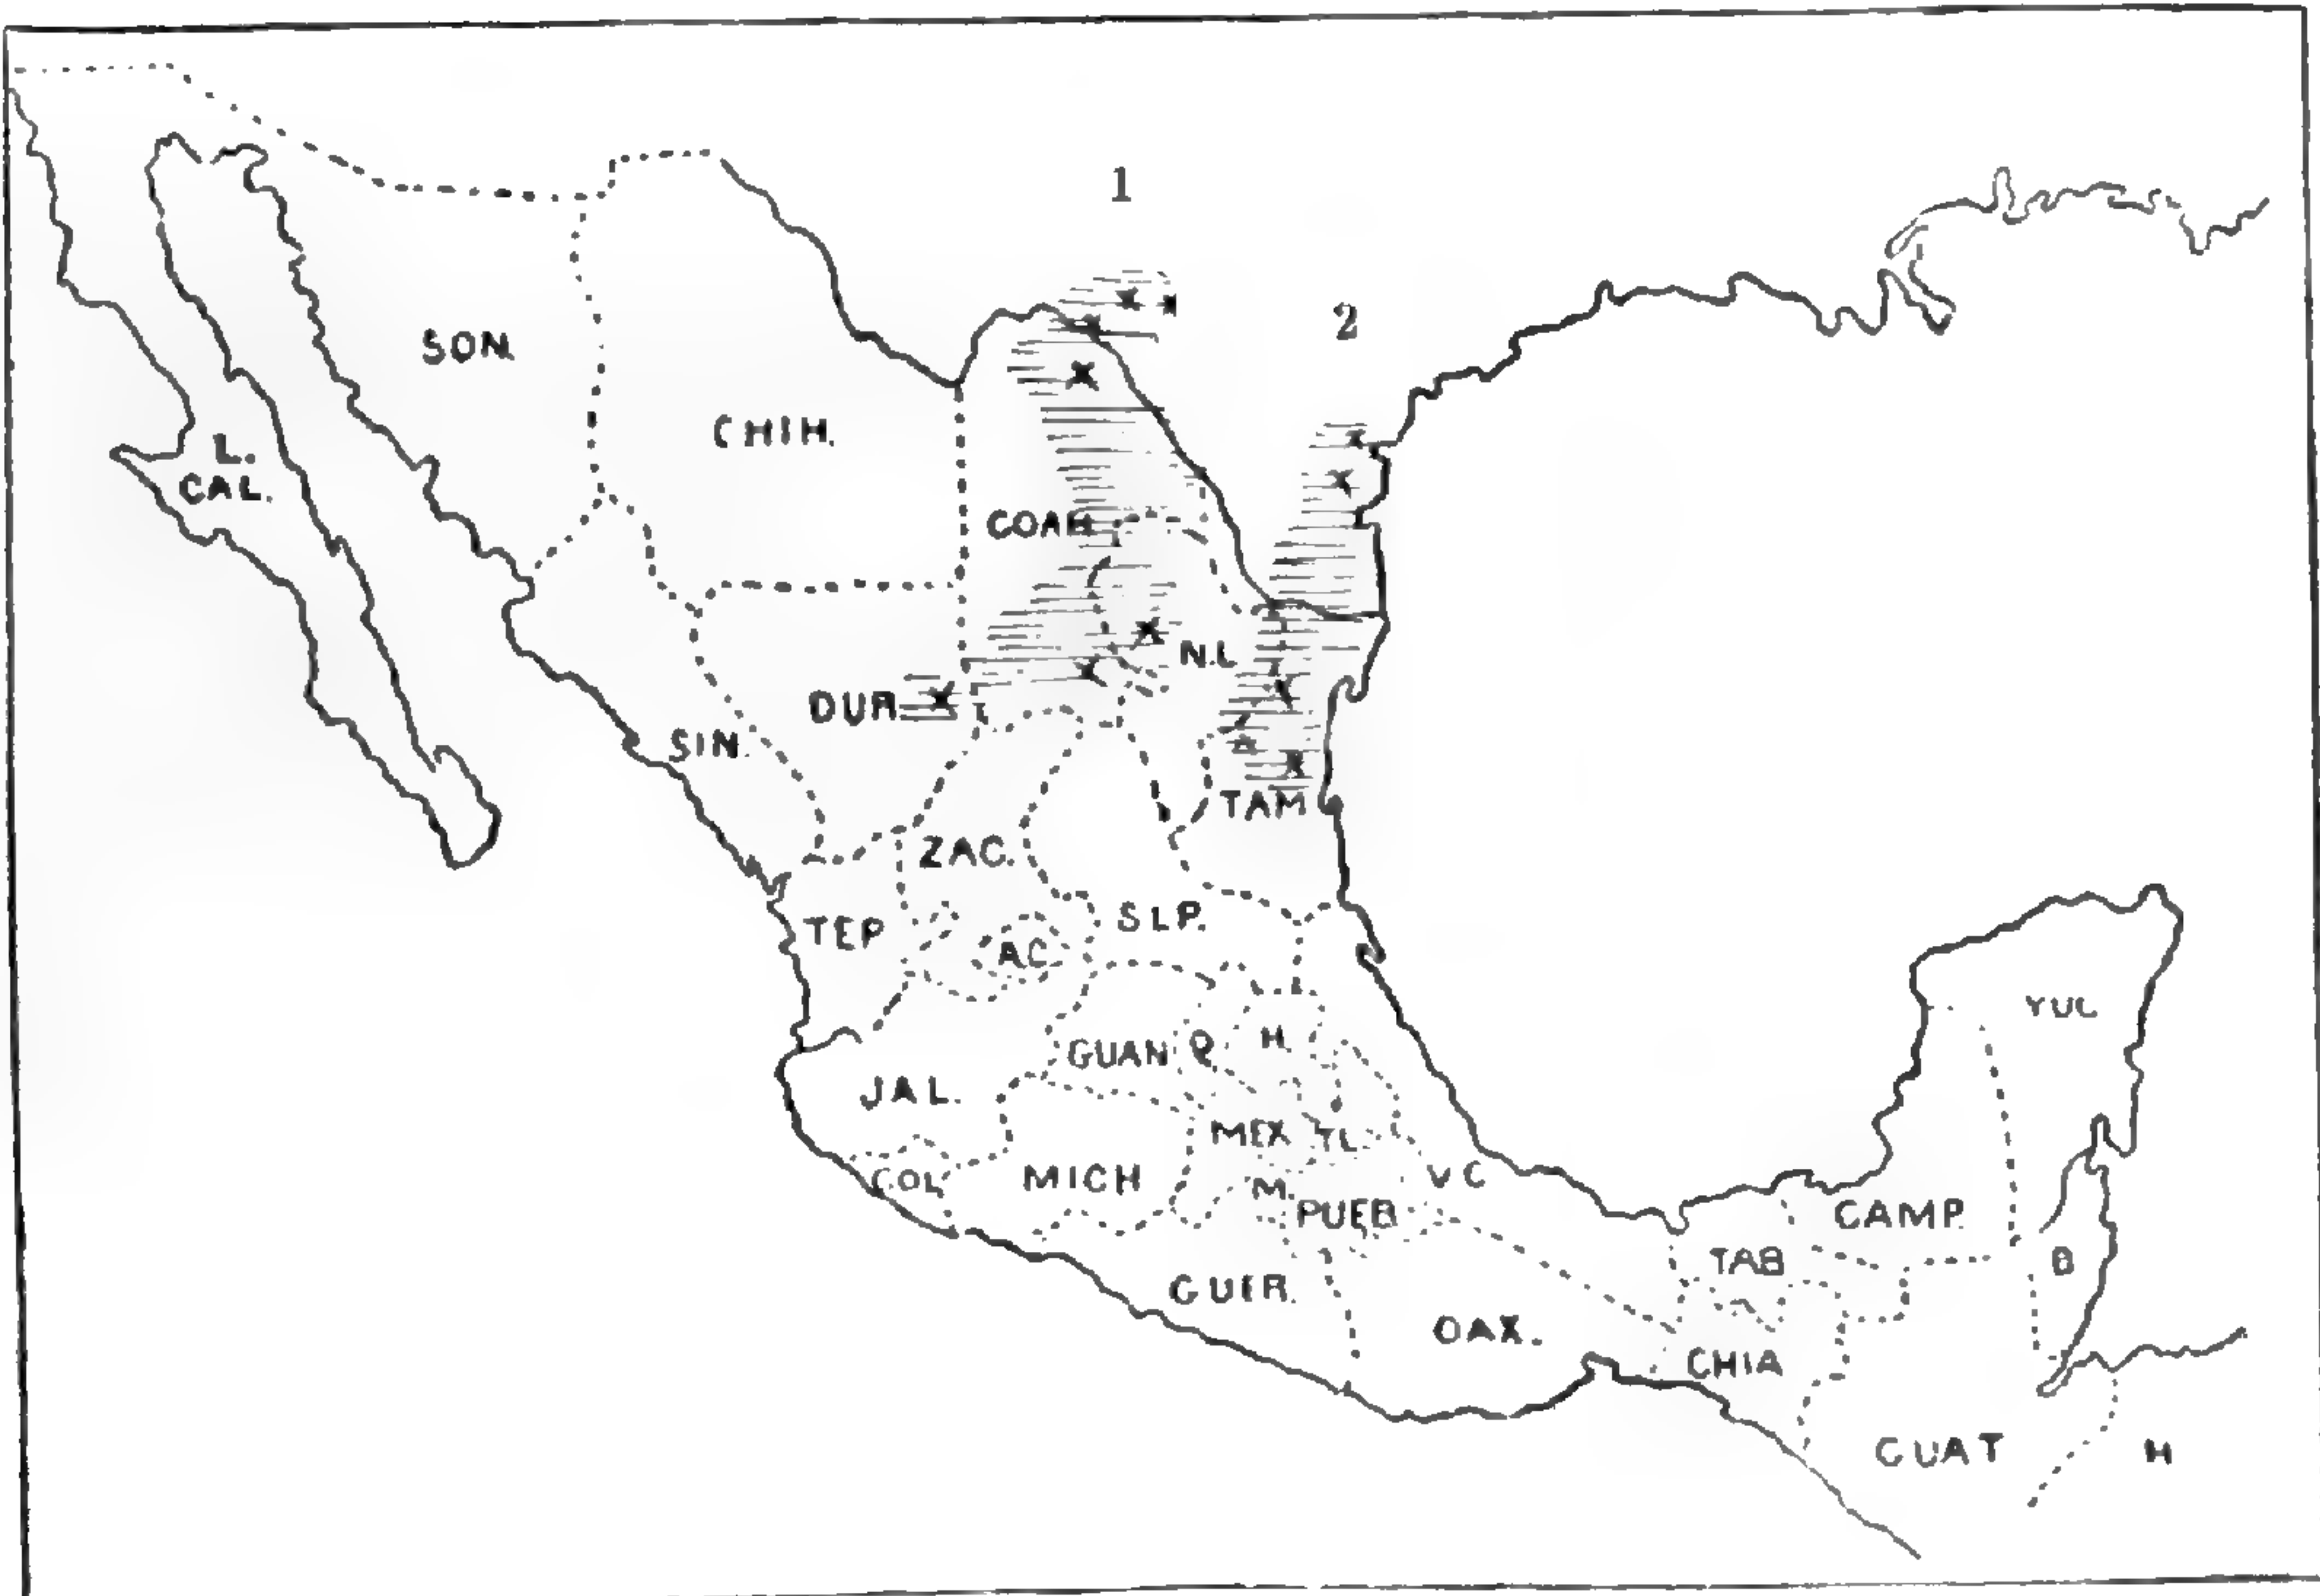 1
2
SON.
CHIH.
L.
CAL.
COAH.
N.L.
DUR.
SIN.
TAM.
ZAC.
TEP.
SLP.
AC.
GUAN
Q.
H.
JAL.
MEX
TL.
COL
MICH
M.
VC
PUEB
YUC
CAMP.
TAB
B
GUER.
OAX.
CHIA
GUAT
H